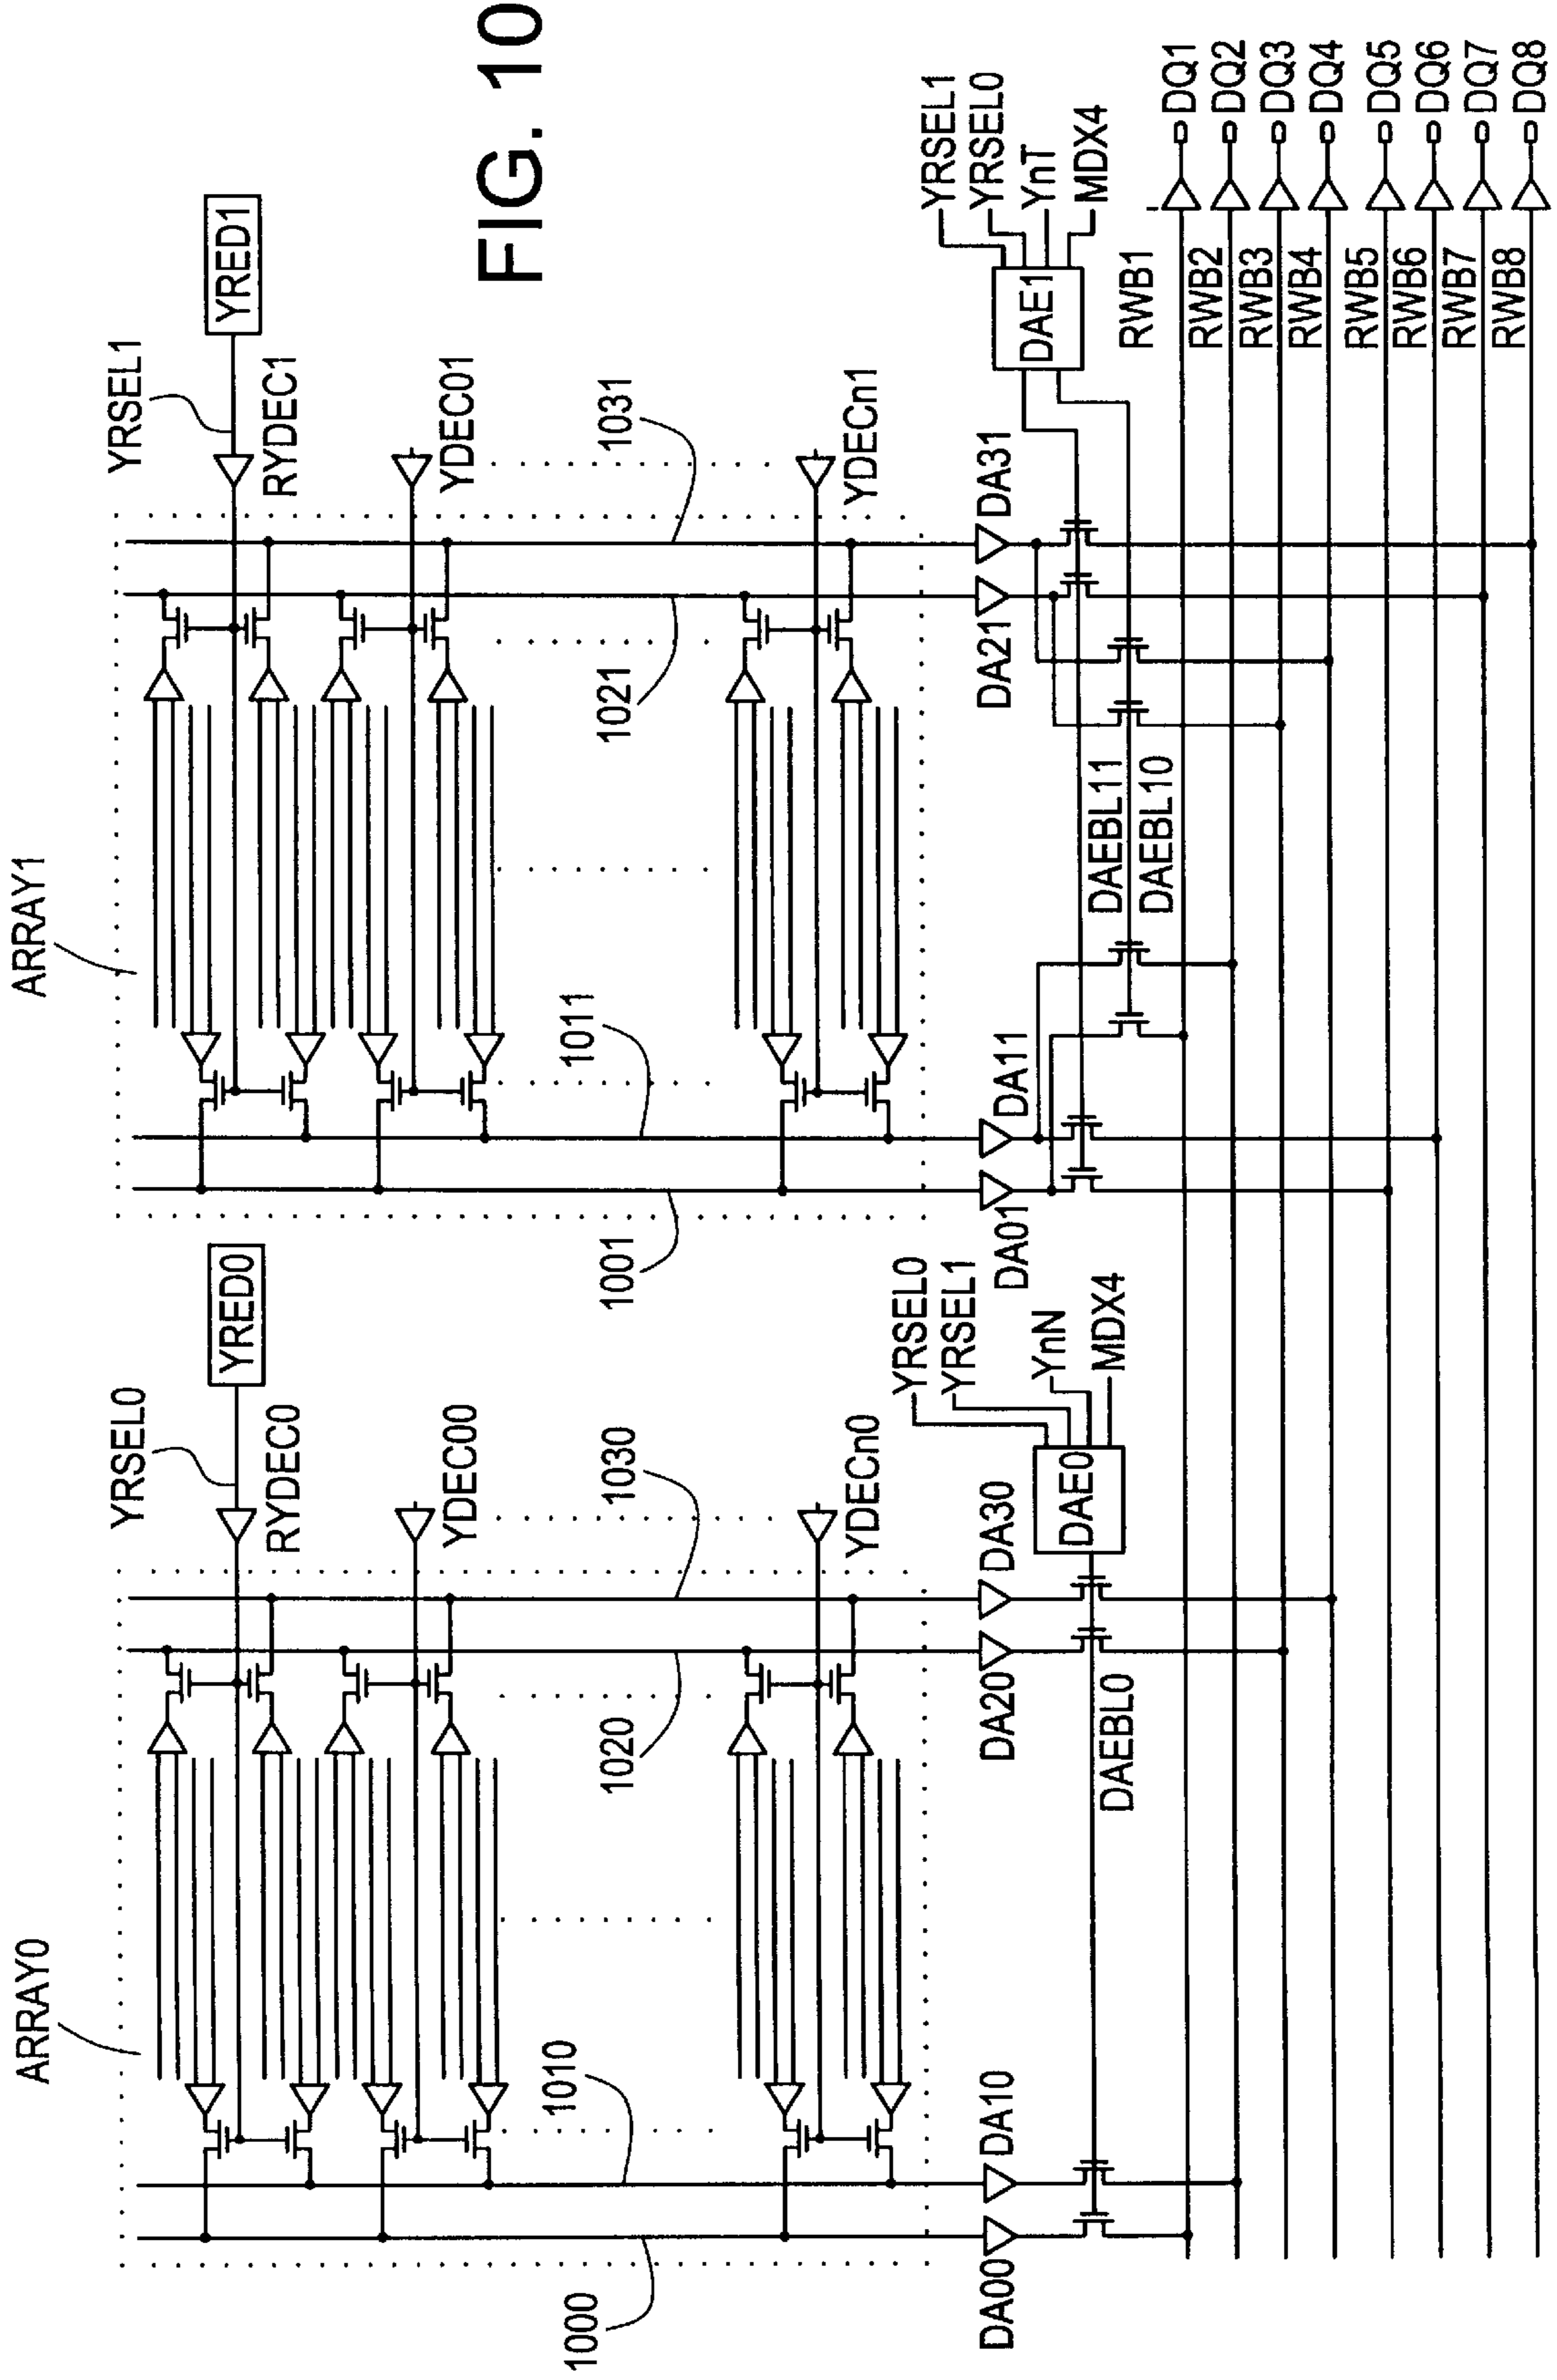 FIG. 10
ARRAY0
YRSEL0
YRED0
RYDEC0
YDEC00
YDECn0
1000
1010
1020
1030
DA00
DA10
DA20
DA30
DAEBL0
DAE0
YRSEL0
YRSEL1
YnN
MDX4
ARRAY1
YRSEL1
YRED1
RYDEC1
YDEC01
YDECn1
1001
1011
1021
1031
DA01
DA11
DA21
DA31
DAEBL11
DAEBL10
DAE1
YRSEL1
YRSEL0
YnT
MDX4
RWB1
DQ1
RWB2
DQ2
RWB3
DQ3
RWB4
DQ4
RWB5
DQ5
RWB6
DQ6
RWB7
DQ7
RWB8
DQ8